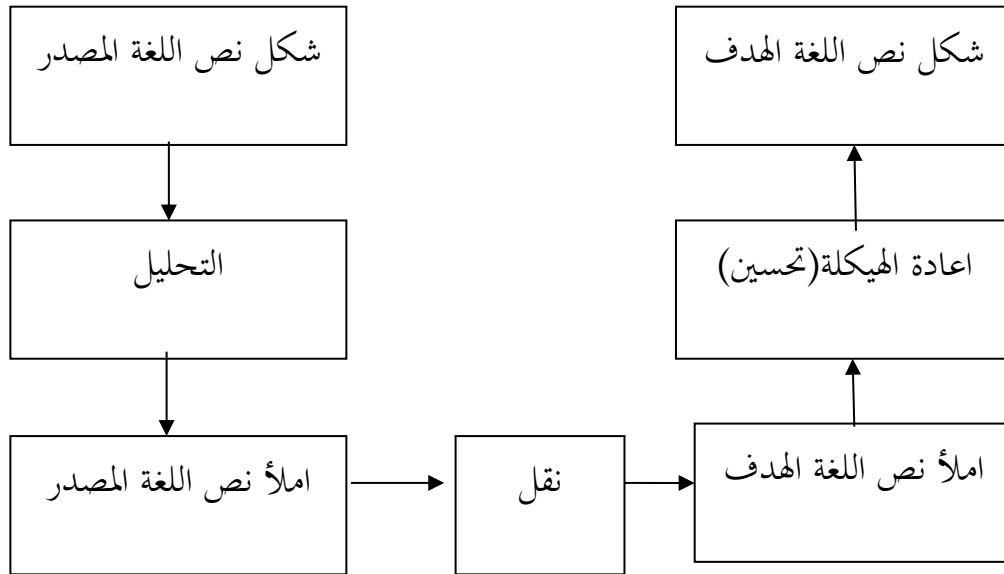 شكل نص اللغة المصدر
شكل نص اللغة الهدف
التحليل
اعادة الهيكلة(تحسين)
املأ نص اللغة المصدر
نقل
املأ نص اللغة الهدف